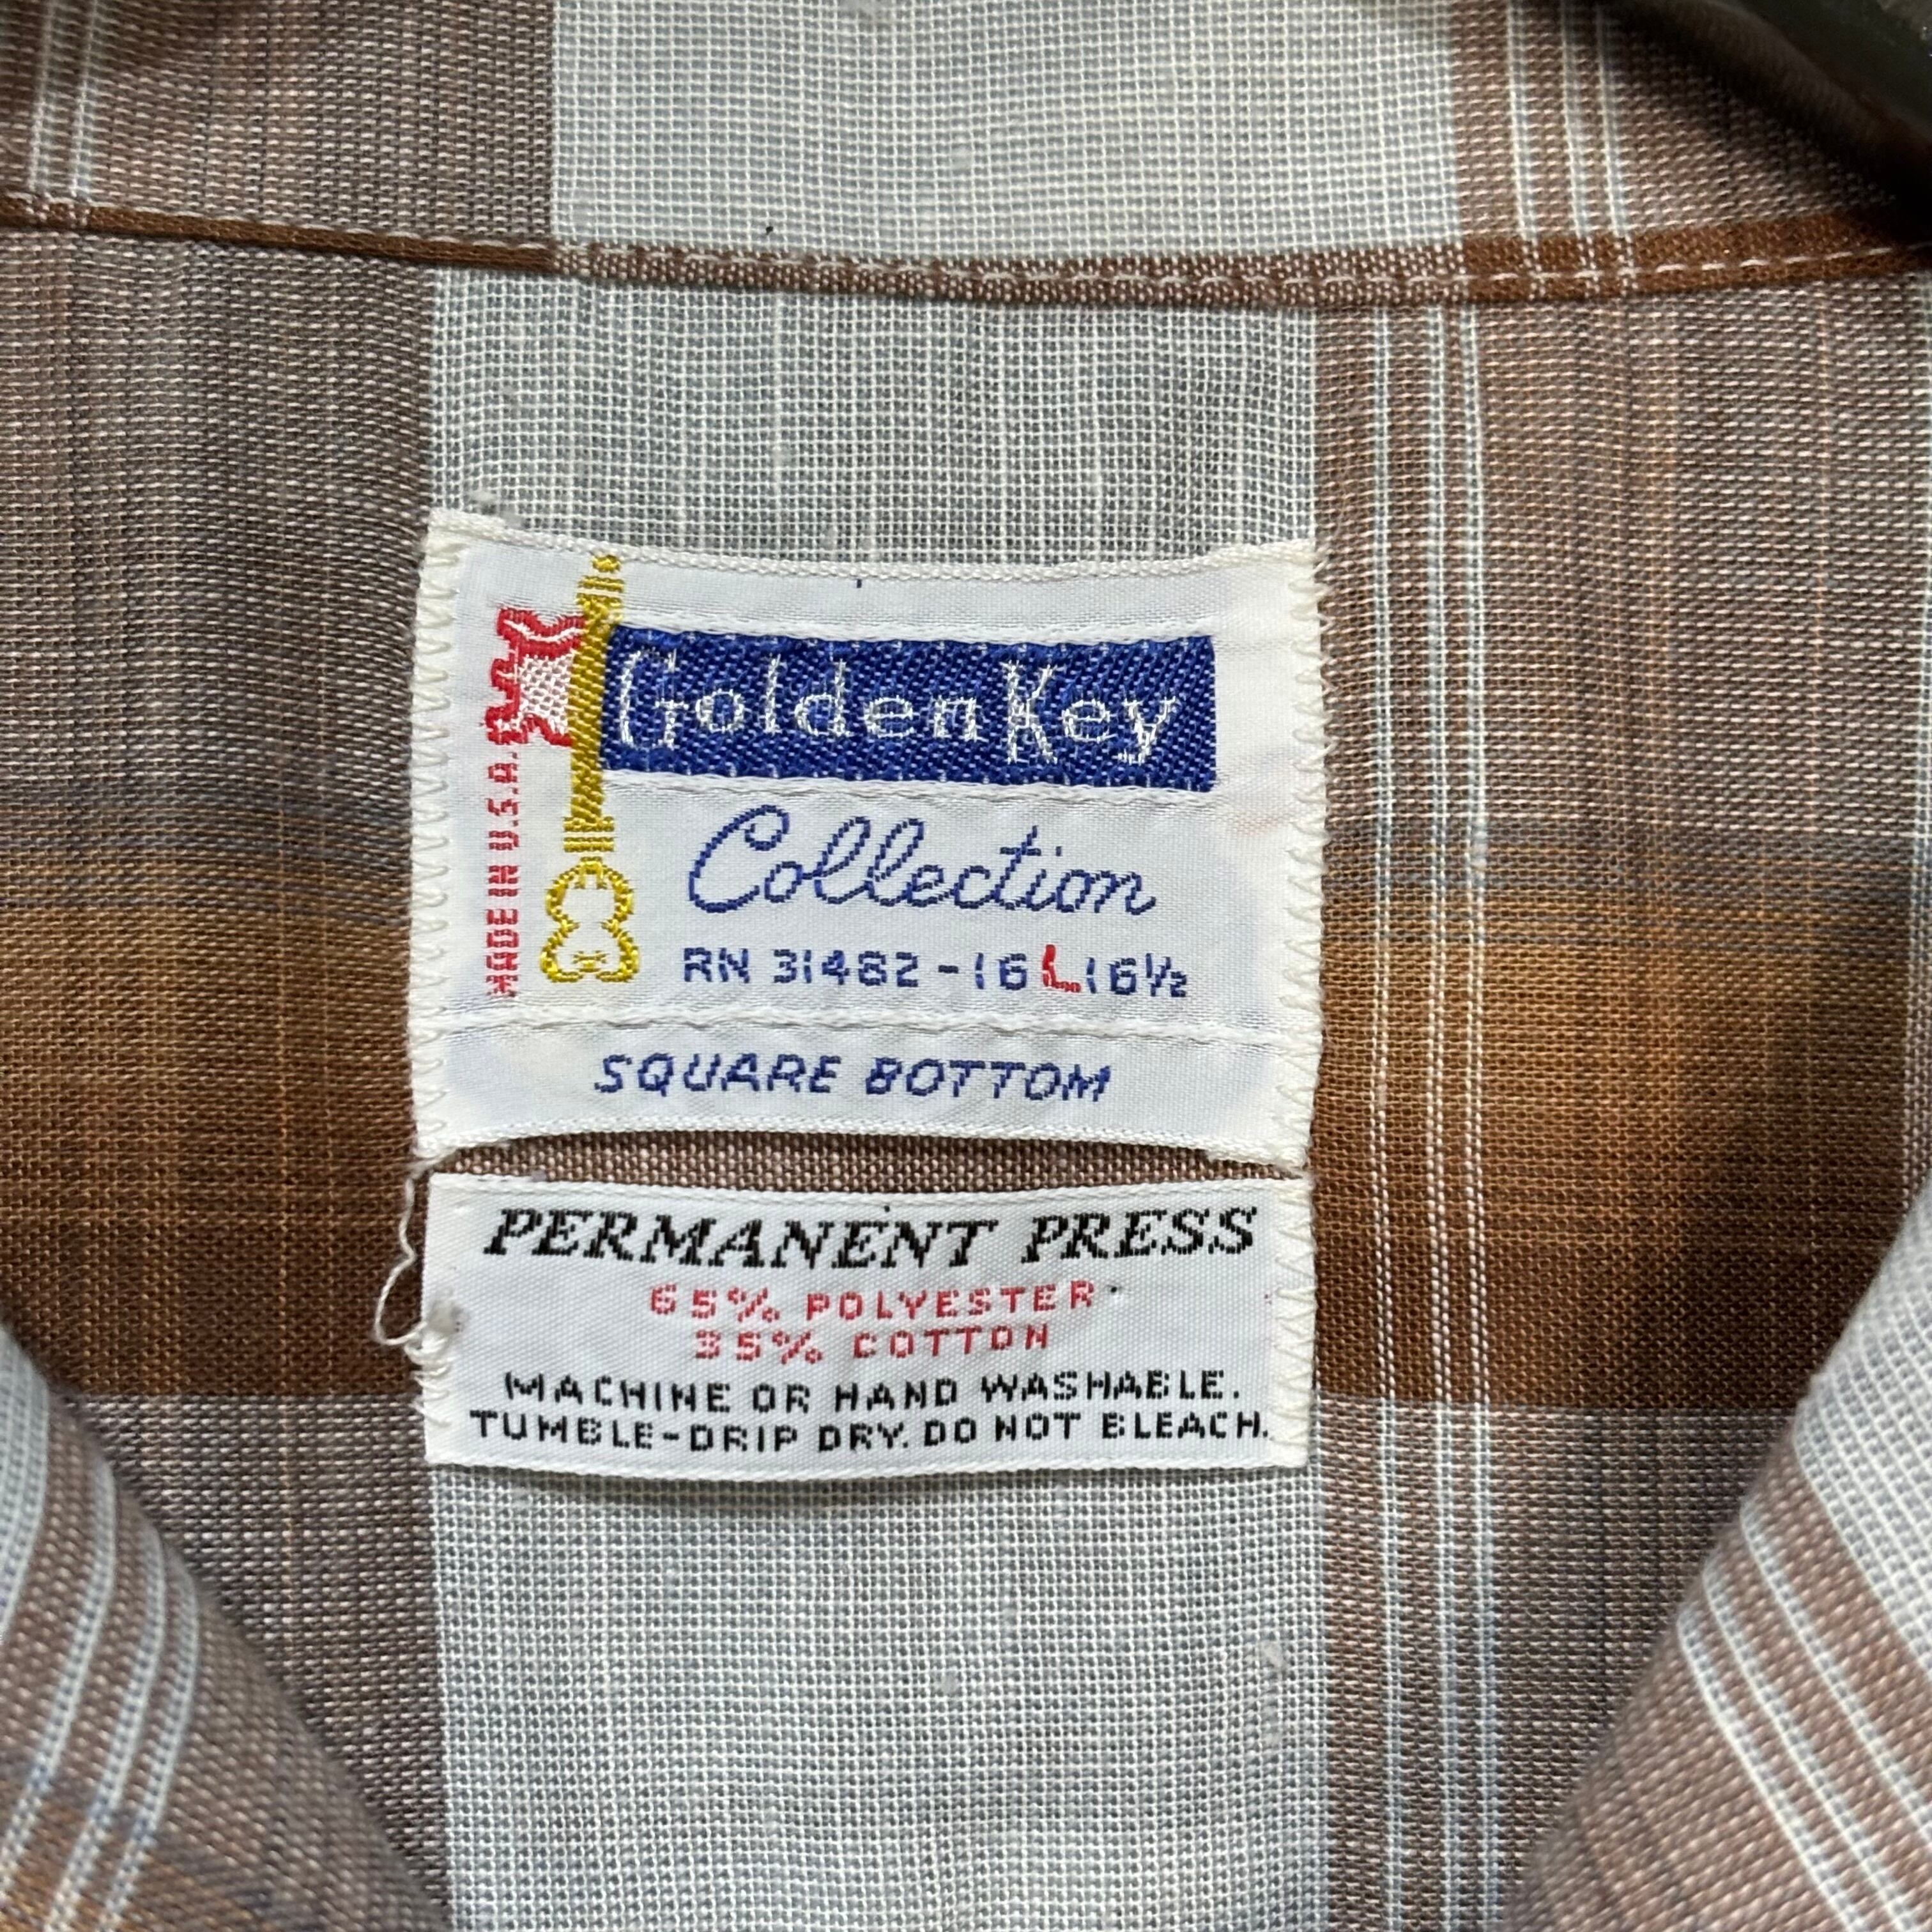 Golden Key
MADE IN U.S.A.
Collection
RN 31482 - 16 L 16½
SQUARE BOTTOM
PERMANENT PRESS
65% POLYESTER
35% COTTON
MACHINE OR HAND WASHABLE.
TUMBLE-DRIP DRY. DO NOT BLEACH.